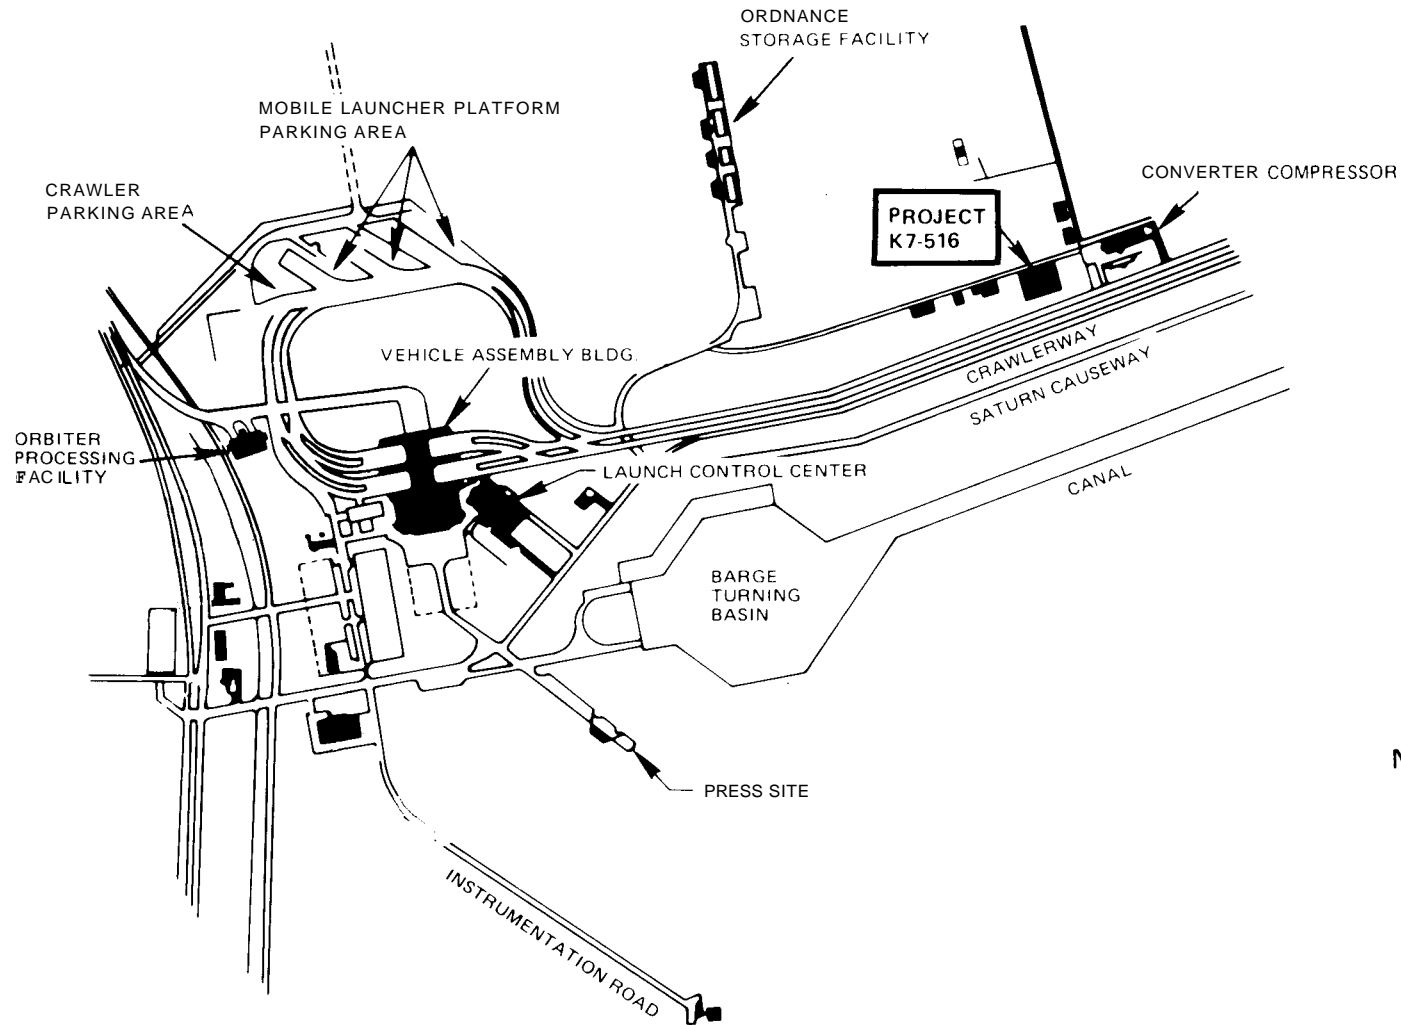 ORDNANCE
STORAGE FACILITY
MOBILE LAUNCHER PLATFORM
PARKING AREA
CONVERTER COMPRESSOR
CRAWLER
PARKING AREA
PROJECT
K7-516
VEHICLE ASSEMBLY BLDG.
CRAWLERWAY
SATURN CAUSEWAY
ORBITER
PROCESSING
FACILITY
LAUNCH CONTROL CENTER
CANAL
BARGE
TURNING
BASIN
N
PRESS SITE
INSTRUMENTATION ROAD